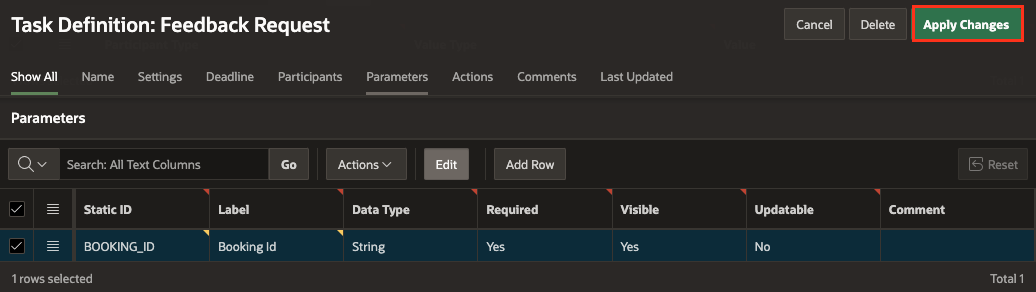 Task Definition: Feedback Request
Cancel Delete Apply Changes
Show All Name Settings Deadline Participants Parameters Actions Comments Last Updated
Parameters
Search: All Text Columns Go Actions Edit Add Row Reset
Static ID Label Data Type Required Visible Updatable Comment
BOOKING_ID Booking Id String Yes Yes No
1 rows selected Total 1